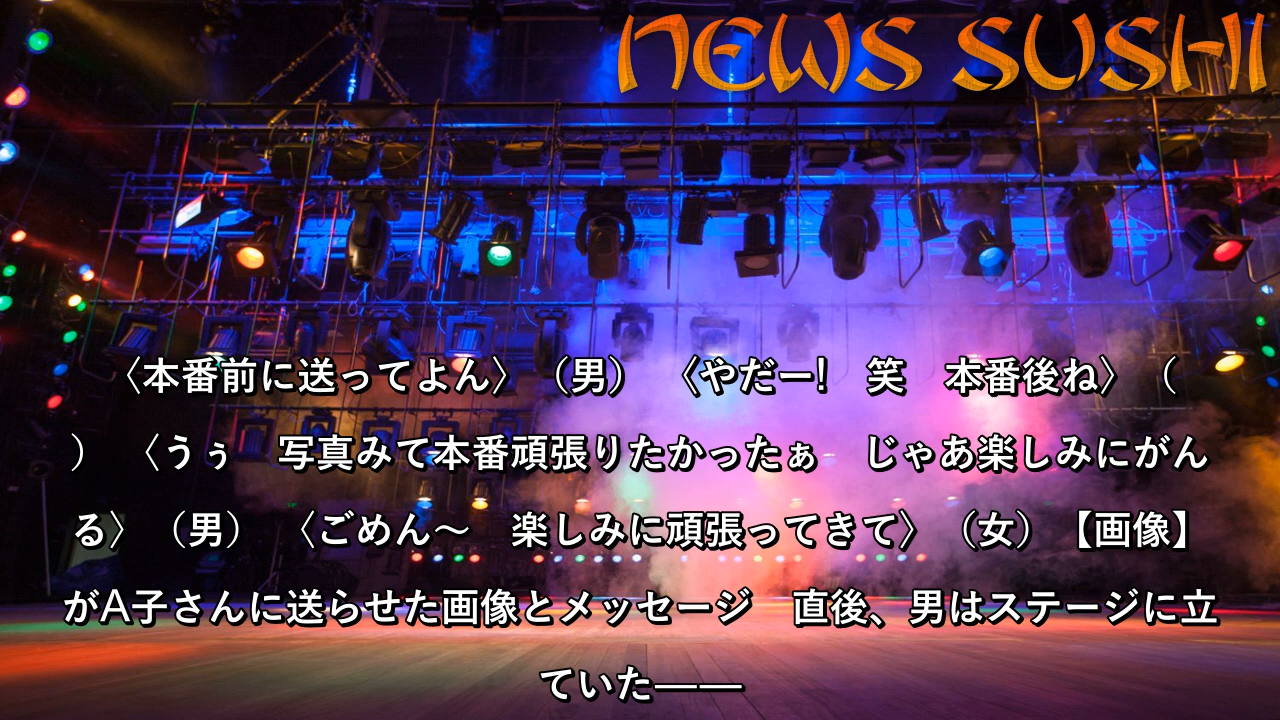 NEWS SUSHI
〈本番前に送ってよん〉（男） 〈やだー！ 笑 本番後ね〉（
） 〈うぅ 写真みて本番頑張りたかったぁ じゃあ楽しみにがん
る〉（男） 〈ごめん〜 楽しみに頑張ってきて〉（女）【画像】
がA子さんに送らせた画像とメッセージ 直後、男はステージに立
ていた――